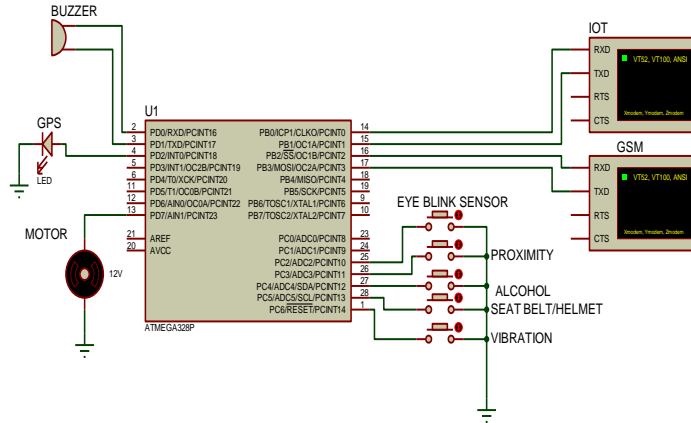 BUZZER
IOT
RXD
TXD
RTS
CTS
VT52, VT100, ANSI
Xmodem, Ymodem, Zmodem
GSM
RXD
TXD
RTS
CTS
VT52, VT100, ANSI
Xmodem, Ymodem, Zmodem
GPS
LED
MOTOR
12V
U1
2 PD0/RXD/PCINT16
3 PD1/TXD/PCINT17
4 PD2/INT0/PCINT18
5 PD3/INT1/OC2B/PCINT19
6 PD4/T0/XCK/PCINT20
11 PD5/T1/OC0B/PCINT21
12 PD6/AIN0/OC0A/PCINT22
13 PD7/AIN1/PCINT23
21 AREF
20 AVCC
PB0/ICP1/CLKO/PCINT0 14
PB1/OC1A/PCINT1 15
PB2/SS/OC1B/PCINT2 16
PB3/MOSI/OC2A/PCINT3 17
PB4/MISO/PCINT4 18
PB5/SCK/PCINT5 19
PB6/TOSC1/XTAL1/PCINT6 9
PB7/TOSC2/XTAL2/PCINT7 10
PC0/ADC0/PCINT8 23
PC1/ADC1/PCINT9 24
PC2/ADC2/PCINT10 25
PC3/ADC3/PCINT11 26
PC4/ADC4/SDA/PCINT12 27
PC5/ADC5/SCL/PCINT13 28
PC6/RESET/PCINT14 1
ATMEGA328P
EYE BLINK SENSOR
PROXIMITY
ALCOHOL
SEAT BELT/HELMET
VIBRATION